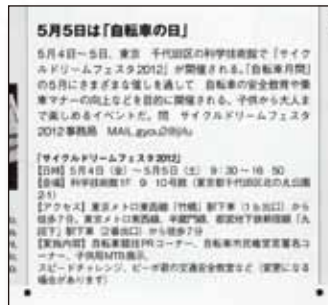 5月5日は「自転車の日」
5月4日～5日、東京 千代田区の科学技術館で「サイク
ルドリームフェスタ2012」が開催される。「自転車月間」
の5月にさまざまな催しを通して 自転車の安全教育や乗
車マナーの向上などを目的に開催される、子供から大人ま
で楽しめるイベントだ。問 サイクルドリームフェスタ
2012事務局
「サイクルドリームフェスタ2012」
【日時】5月4日（金）～5月5日（土） 9：30～16 50
【会場】科学技術館1F 9 10号館（東京都千代田区北の丸公園
2-1）
【アクセス】東京メトロ東西線「竹橋」駅下車（1b出口）から
徒歩7分、東京メトロ東西線、半蔵門線、都営地下鉄新宿線「九
段下」駅下車（2番出口）から徒歩7分
【実施内容】自転車競技PRコーナー、自転車市民権宣言署名コ
ーナー、子供用MTB展示、
スピードチャレンジ、ビーポ君の交通安全教室など（変更になる
場合があります）